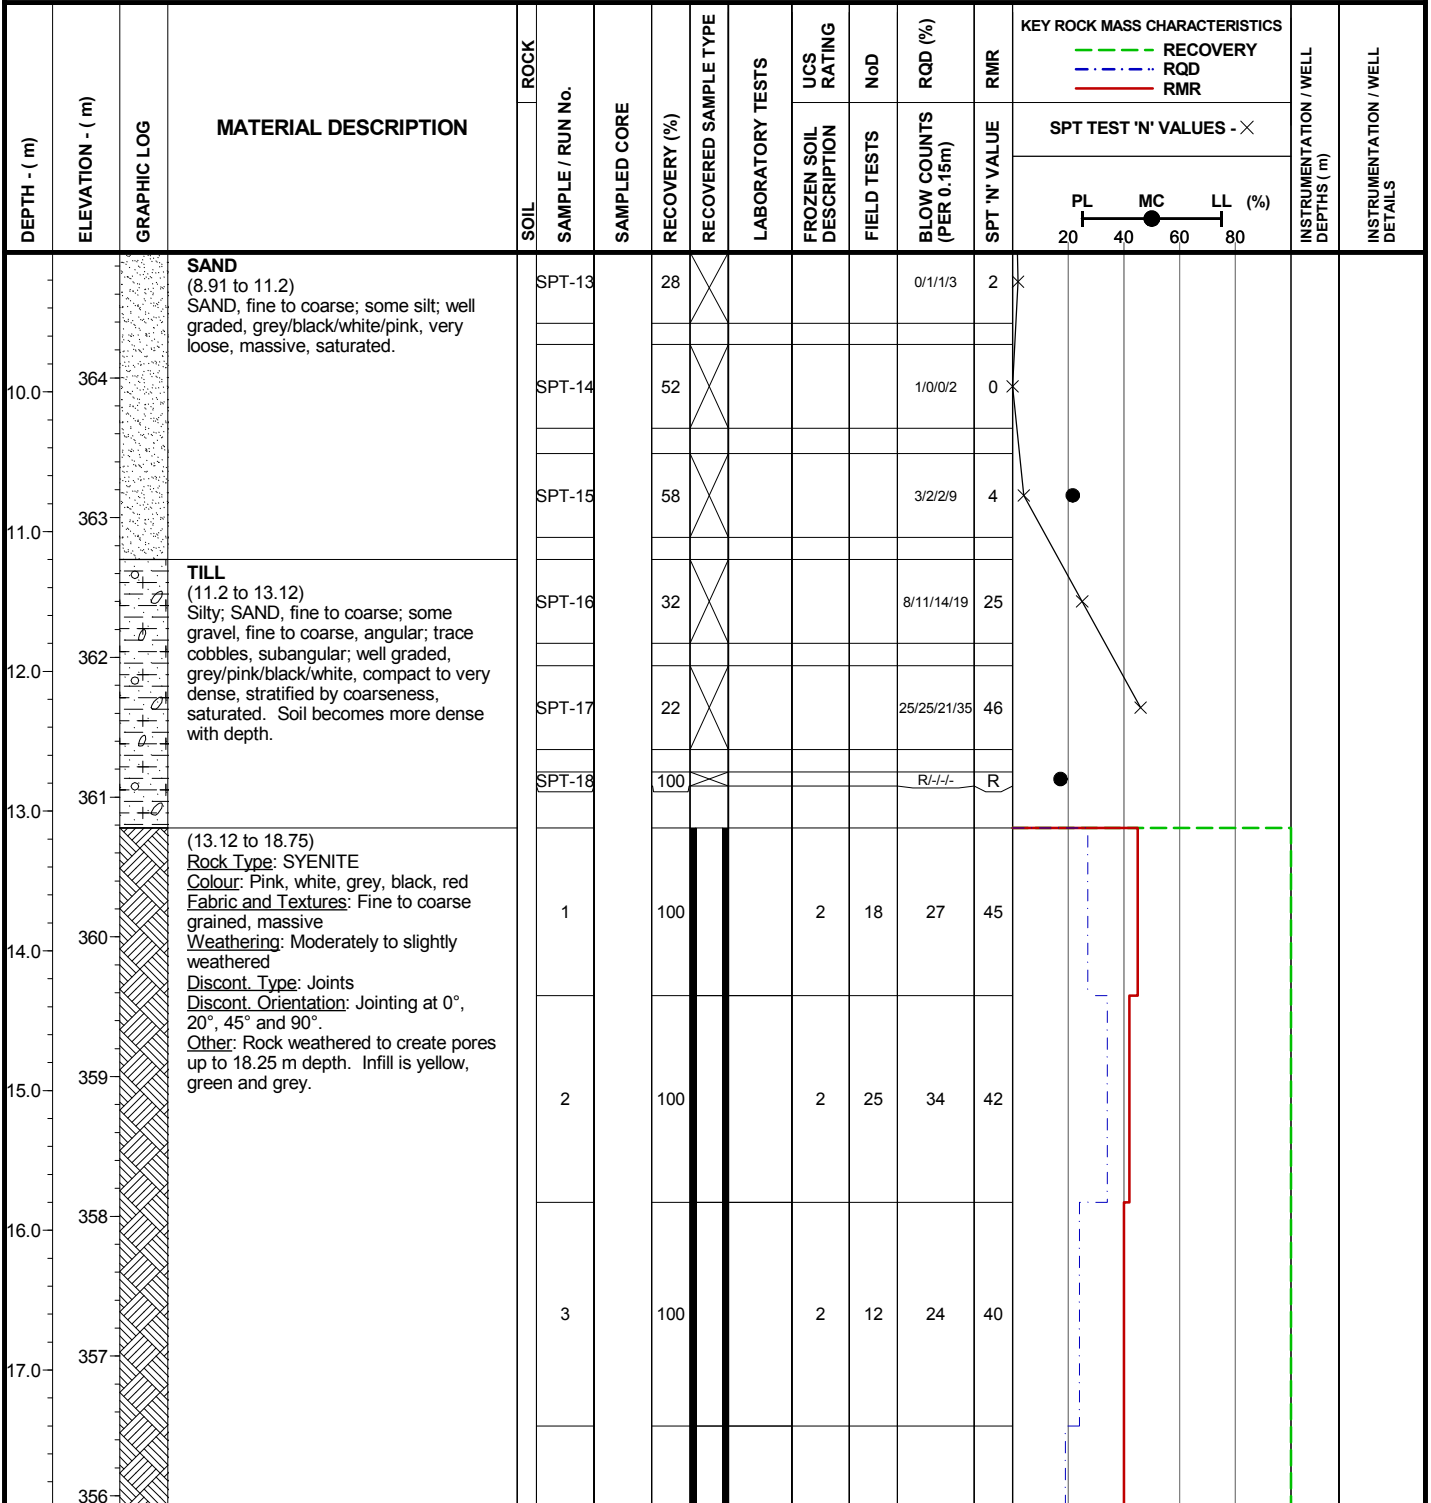 DEPTH - ( m)
ELEVATION - ( m)
GRAPHIC LOG
MATERIAL DESCRIPTION
SOIL
ROCK
SAMPLE / RUN No.
SAMPLED CORE
RECOVERY (%)
RECOVERED SAMPLE TYPE
LABORATORY TESTS
UCS
RATING
FROZEN SOIL
DESCRIPTION
NoD
FIELD TESTS
RQD (%)
BLOW COUNTS
(PER 0.15m)
RMR
SPT 'N' VALUE
KEY ROCK MASS CHARACTERISTICS
RECOVERY
RQD
RMR
SPT TEST 'N' VALUES - X
PL MC LL (%)
20 40 60 80
INSTRUMENTATION / WELL
DEPTHS ( m)
INSTRUMENTATION / WELL
DETAILS
SAND
(8.91 to 11.2)
SAND, fine to coarse; some silt; well
graded, grey/black/white/pink, very
loose, massive, saturated.
SPT-13 28 0/1/1/3 2
364
10.0
SPT-14 52 1/0/0/2 0
SPT-15 58 3/2/2/9 4
363
11.0
TILL
(11.2 to 13.12)
Silty; SAND, fine to coarse; some
gravel, fine to coarse, angular; trace
cobbles, subangular; well graded,
grey/pink/black/white, compact to very
dense, stratified by coarseness,
saturated. Soil becomes more dense
with depth.
SPT-16 32 8/11/14/19 25
362
12.0
SPT-17 22 25/25/21/35 46
SPT-18 100 R/-/-/- R
361
13.0
(13.12 to 18.75)
Rock Type: SYENITE
Colour: Pink, white, grey, black, red
Fabric and Textures: Fine to coarse
grained, massive
Weathering: Moderately to slightly
weathered
Discont. Type: Joints
Discont. Orientation: Jointing at 0°,
20°, 45° and 90°.
Other: Rock weathered to create pores
up to 18.25 m depth. Infill is yellow,
green and grey.
1 100 2 18 27 45
360
14.0
359
15.0
2 100 2 25 34 42
358
16.0
3 100 2 12 24 40
357
17.0
356